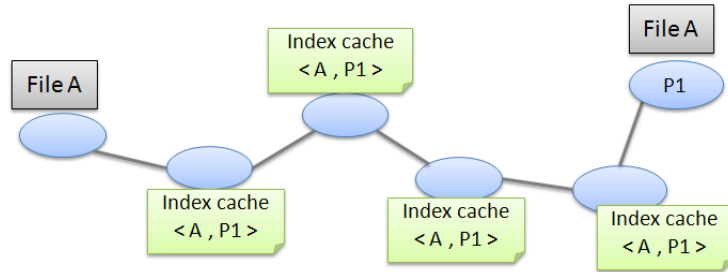 File A
Index cache
< A , P1 >
File A
P1
Index cache
< A , P1 >
Index cache
< A , P1 >
Index cache
< A , P1 >